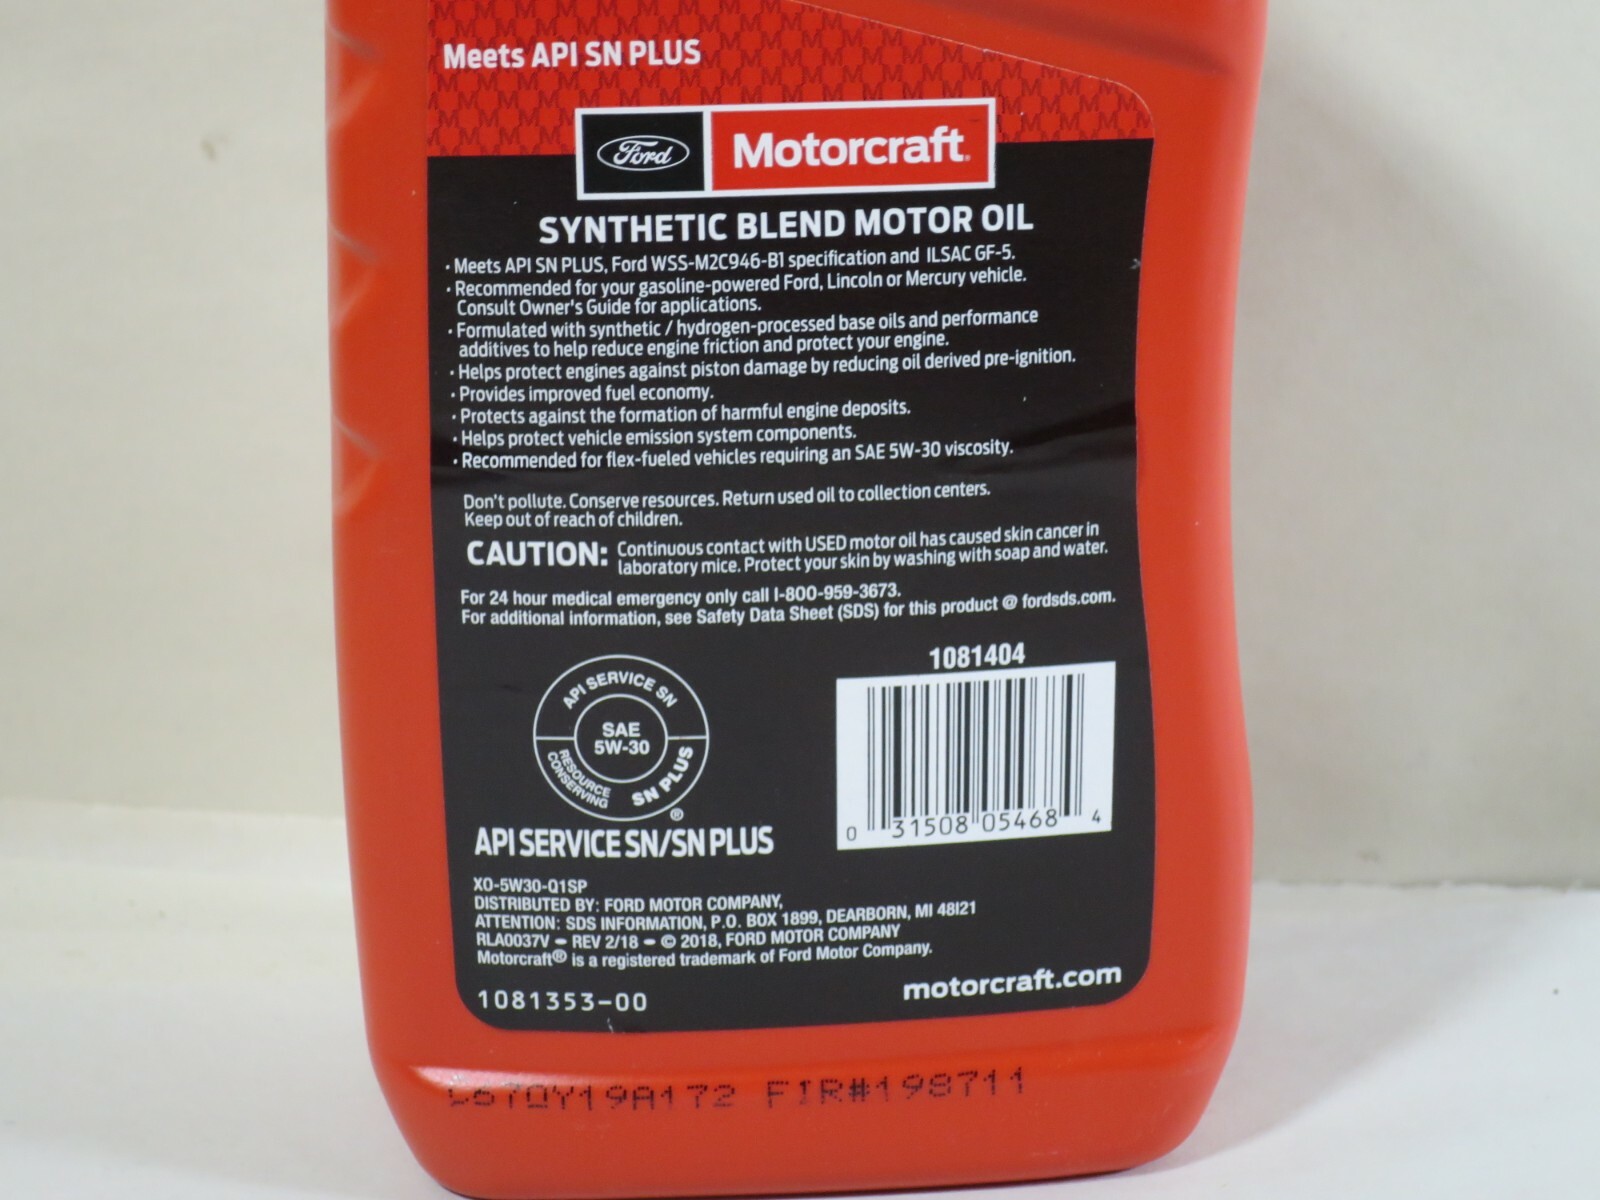 Meets API SN PLUS
Ford Motorcraft®
SYNTHETIC BLEND MOTOR OIL
• Meets API SN PLUS, Ford WSS-M2C946-B1 specification and ILSAC GF-5.
• Recommended for your gasoline-powered Ford, Lincoln or Mercury vehicle.
Consult Owner's Guide for applications.
• Formulated with synthetic / hydrogen-processed base oils and performance
additives to help reduce engine friction and protect your engine.
• Helps protect engines against piston damage by reducing oil derived pre-ignition.
• Provides improved fuel economy.
• Protects against the formation of harmful engine deposits.
• Helps protect vehicle emission system components.
• Recommended for flex-fueled vehicles requiring an SAE 5W-30 viscosity.
Don't pollute. Conserve resources. Return used oil to collection centers.
Keep out of reach of children.
CAUTION: Continuous contact with USED motor oil has caused skin cancer in
laboratory mice. Protect your skin by washing with soap and water.
For 24 hour medical emergency only call 1-800-959-3673.
For additional information, see Safety Data Sheet (SDS) for this product @ fordsds.com.
API SERVICE SN
SAE
5W-30
RESOURCE
CONSERVING
SN PLUS
®
API SERVICE SN/SN PLUS
1081404
0 31508 05468 4
XO-5W30-Q1SP
DISTRIBUTED BY: FORD MOTOR COMPANY,
ATTENTION: SDS INFORMATION, P.O. BOX 1899, DEARBORN, MI 48121
RLA0037V – REV 2/18 – © 2018, FORD MOTOR COMPANY
Motorcraft® is a registered trademark of Ford Motor Company.
1081353-00
motorcraft.com
FIR#198711